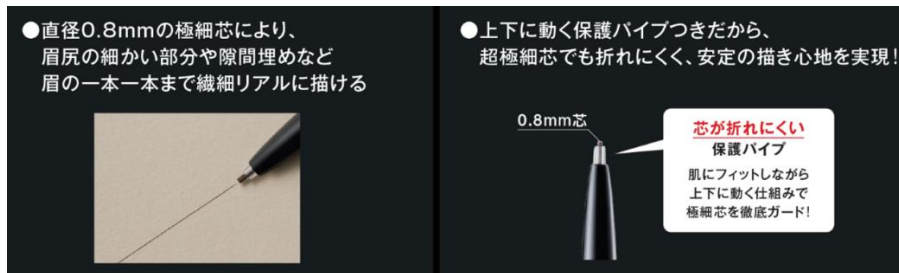 ●直径0.8mmの極細芯により、
眉尻の細かい部分や隙間埋めなど
眉の一本一本まで繊細リアルに描ける
●上下に動く保護パイプつきだから、
超極細芯でも折れにくく、安定の描き心地を実現!
0.8mm芯
芯が折れにくい
保護パイプ
肌にフィットしながら
上下に動く仕組みで
極細芯を徹底ガード!